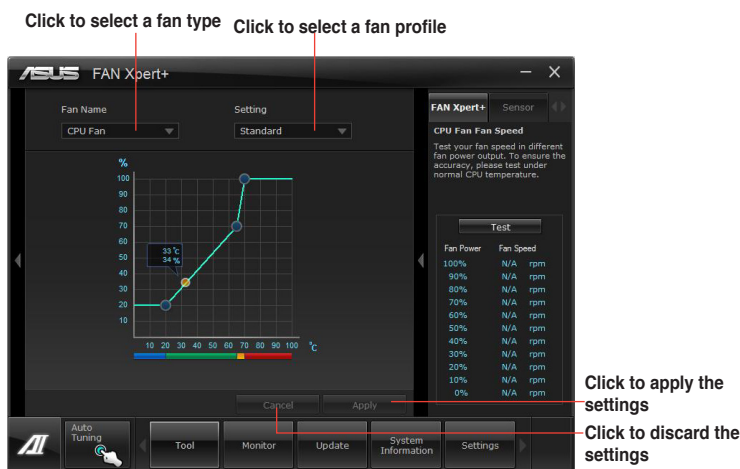 Click to select a fan type
Click to select a fan profile
ASUS FAN Xpert+
Fan Name
Setting
CPU Fan
Standard
%
100
90
80
70
60
50
40
30
20
10
33 °C
34 %
10 20 30 40 50 60 70 80 90 100 °C
Cancel
Apply
FAN Xpert+
Sensor
CPU Fan Fan Speed
Test your fan speed in different
fan power output. To ensure the
accuracy, please test under
normal CPU temperature.
Test
Fan Power Fan Speed
100% N/A rpm
90% N/A rpm
80% N/A rpm
70% N/A rpm
60% N/A rpm
50% N/A rpm
40% N/A rpm
30% N/A rpm
20% N/A rpm
10% N/A rpm
0% N/A rpm
Click to apply the
settings
Click to discard the
settings
AI
Auto
Tuning
Tool
Monitor
Update
System
Information
Settings